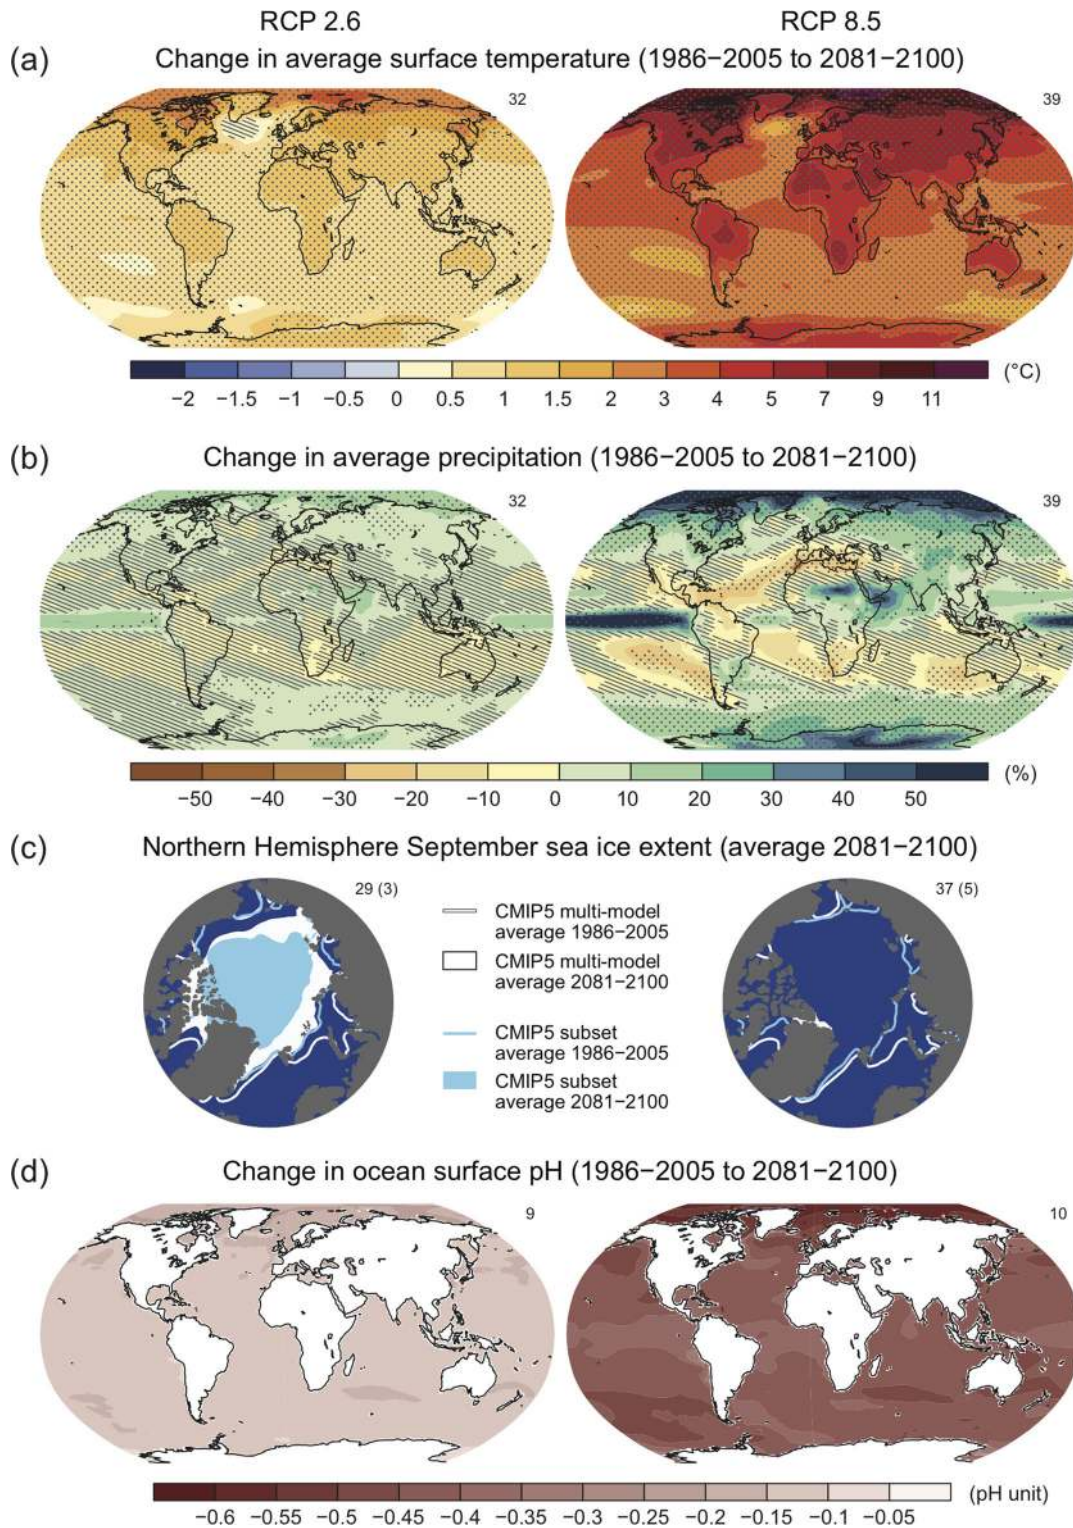 RCP 2.6 RCP 8.5
(a) Change in average surface temperature (1986−2005 to 2081−2100)
32 39
(°C)
−2 −1.5 −1 −0.5 0 0.5 1 1.5 2 3 4 5 7 9 11
(b) Change in average precipitation (1986−2005 to 2081−2100)
32 39
(%)
−50 −40 −30 −20 −10 0 10 20 30 40 50
(c) Northern Hemisphere September sea ice extent (average 2081−2100)
29 (3) 37 (5)
CMIP5 multi-model
average 1986−2005
CMIP5 multi-model
average 2081−2100
CMIP5 subset
average 1986−2005
CMIP5 subset
average 2081−2100
(d) Change in ocean surface pH (1986−2005 to 2081−2100)
9 10
(pH unit)
−0.6 −0.55 −0.5 −0.45 −0.4 −0.35 −0.3 −0.25 −0.2 −0.15 −0.1 −0.05